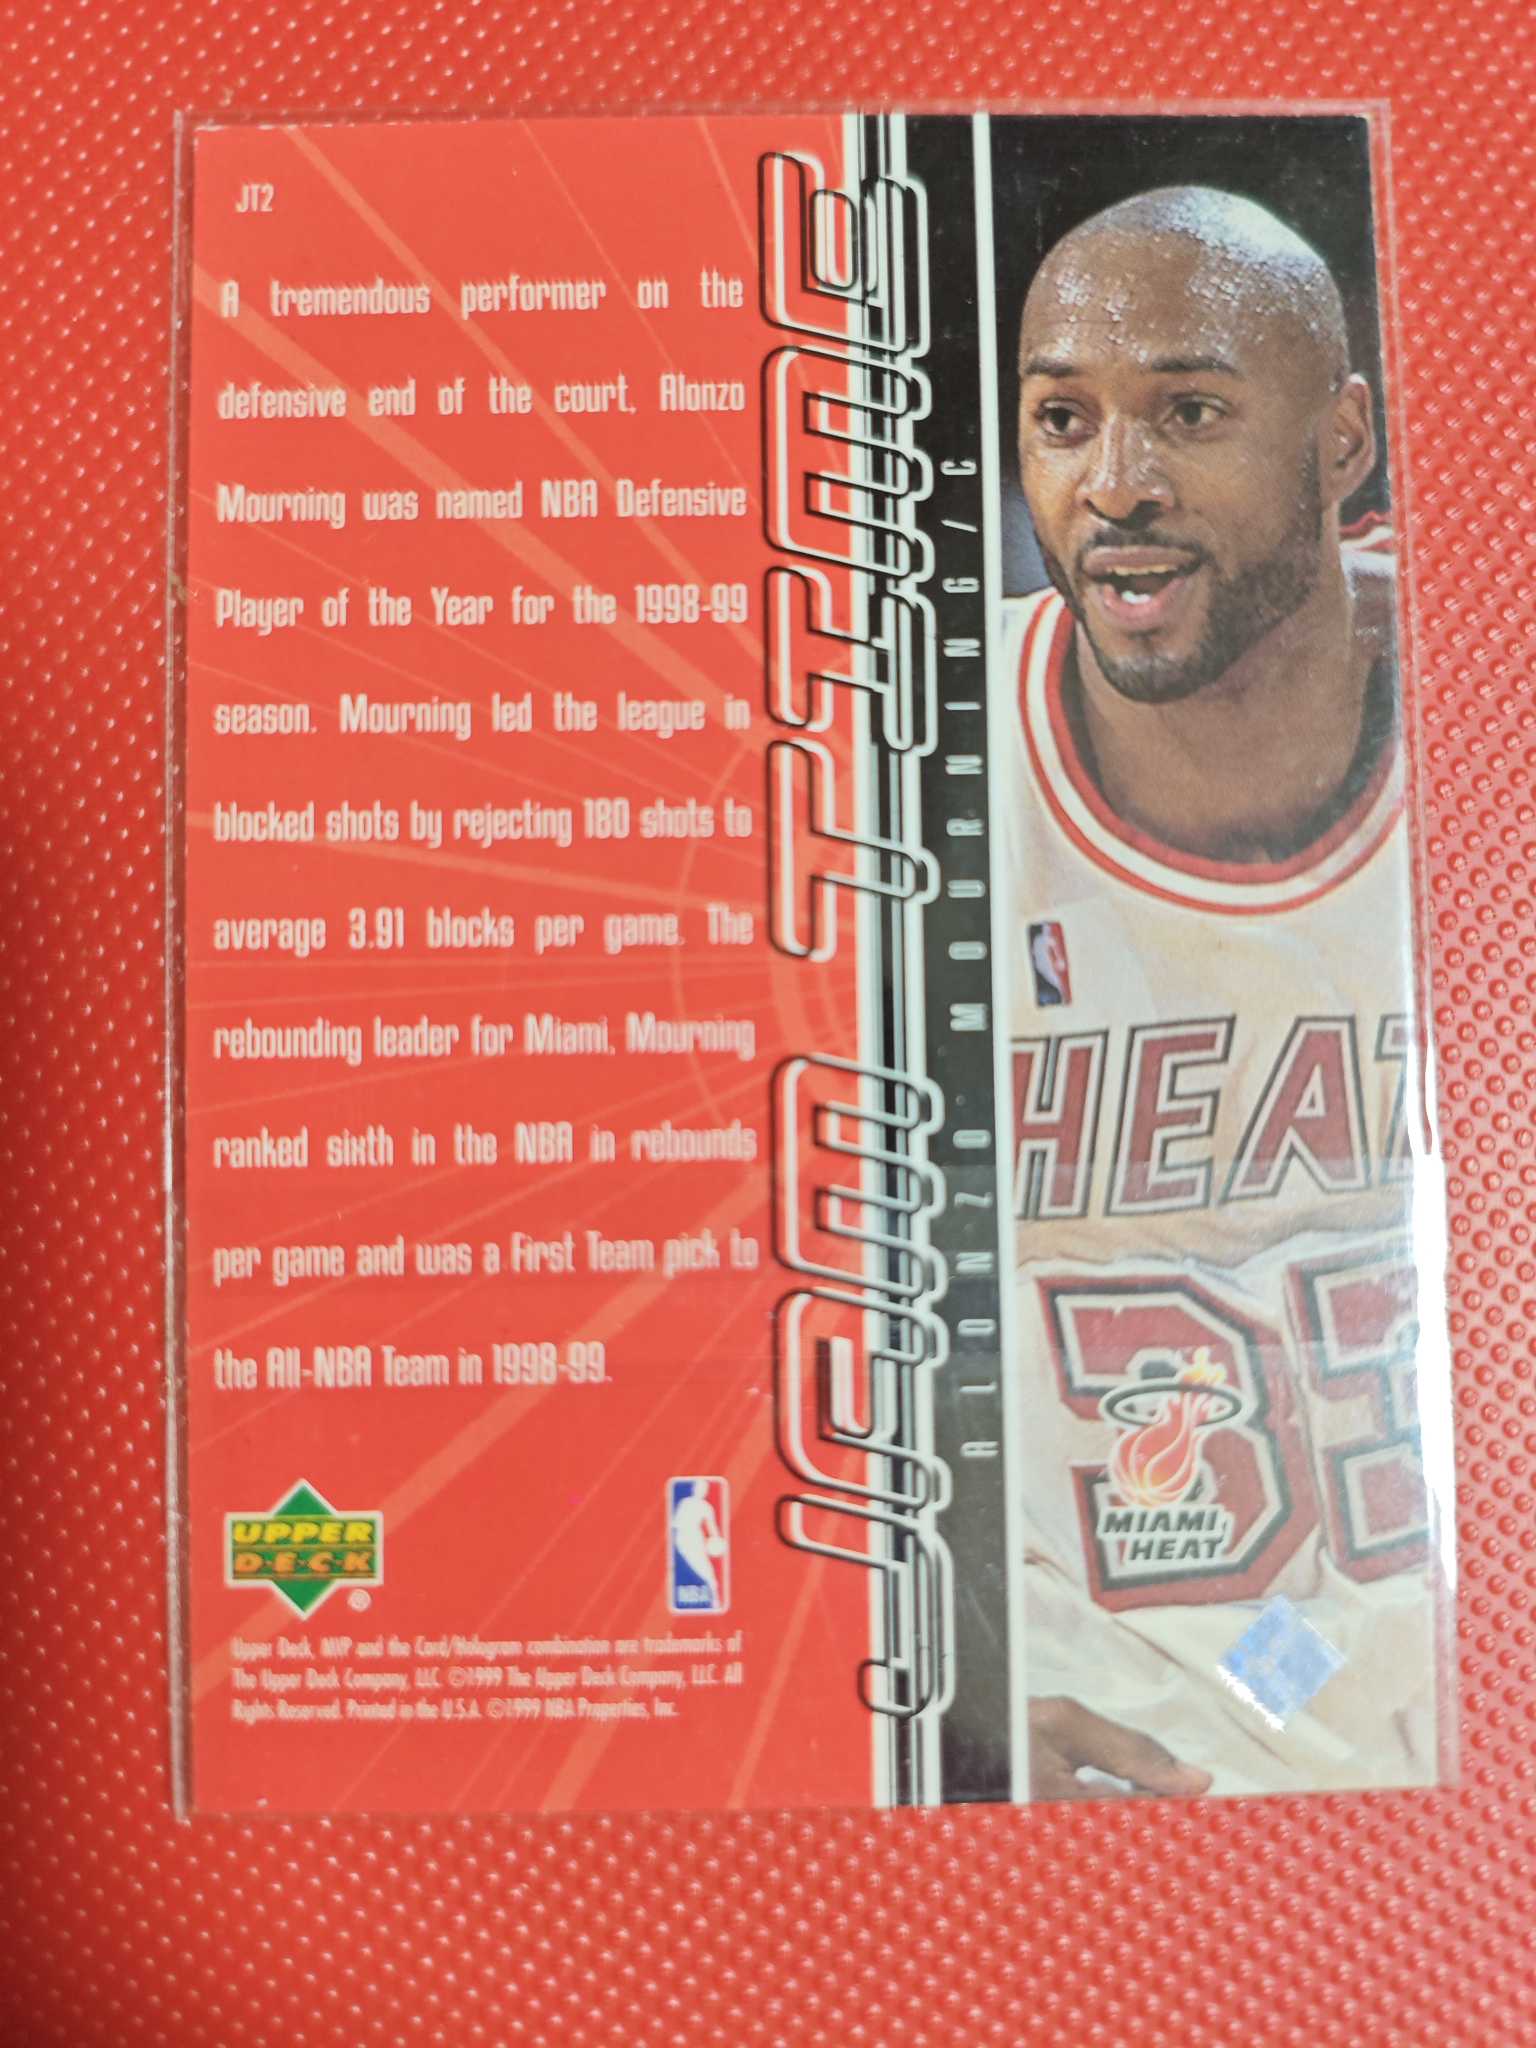 JT2
A tremendous performer on the
defensive end of the court, Alonzo
Mourning was named NBA Defensive
Player of the Year for the 1998-99
season. Mourning led the league in
blocked shots by rejecting 180 shots to
average 3.91 blocks per game. The
rebounding leader for Miami, Mourning
ranked sixth in the NBA in rebounds
per game and was a First Team pick to
the All-NBA Team in 1998-99.
UPPER
D·E·C·K
®
NBA
Upper Deck, MVP and the Card/Hologram combination are trademarks of
The Upper Deck Company, LLC. ©1999 The Upper Deck Company, LLC. All
Rights Reserved. Printed in the U.S.A. ©1999 NBA Properties, Inc.
JAM TIME
ALONZO MOURNING/C
HEAT
33
MIAMI
HEAT